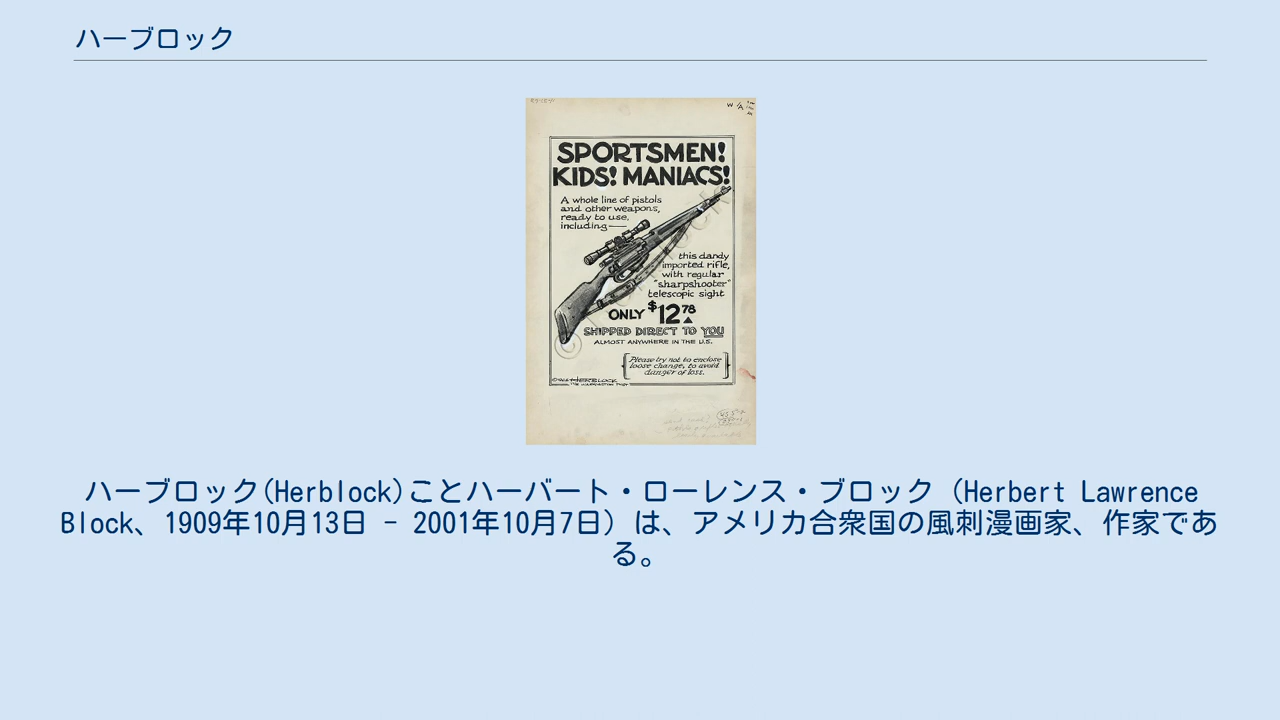 ハーブロック
SPORTSMEN!
KIDS! MANIACS!
A whole line of pistols
and other weapons,
ready to use,
including—
this dandy
imported rifle,
with regular
"sharpshooter"
telescopic sight
ONLY $12.78
SHIPPED DIRECT TO YOU
ALMOST ANYWHERE IN THE U.S.
Please try not to enclose
loose change, to avoid
danger of loss.
HERBLOCK
THE WASHINGTON POST
ハーブロック(Herblock)ことハーバート・ローレンス・ブロック（Herbert Lawrence
Block、1909年10月13日 - 2001年10月7日）は、アメリカ合衆国の風刺漫画家、作家であ
る。